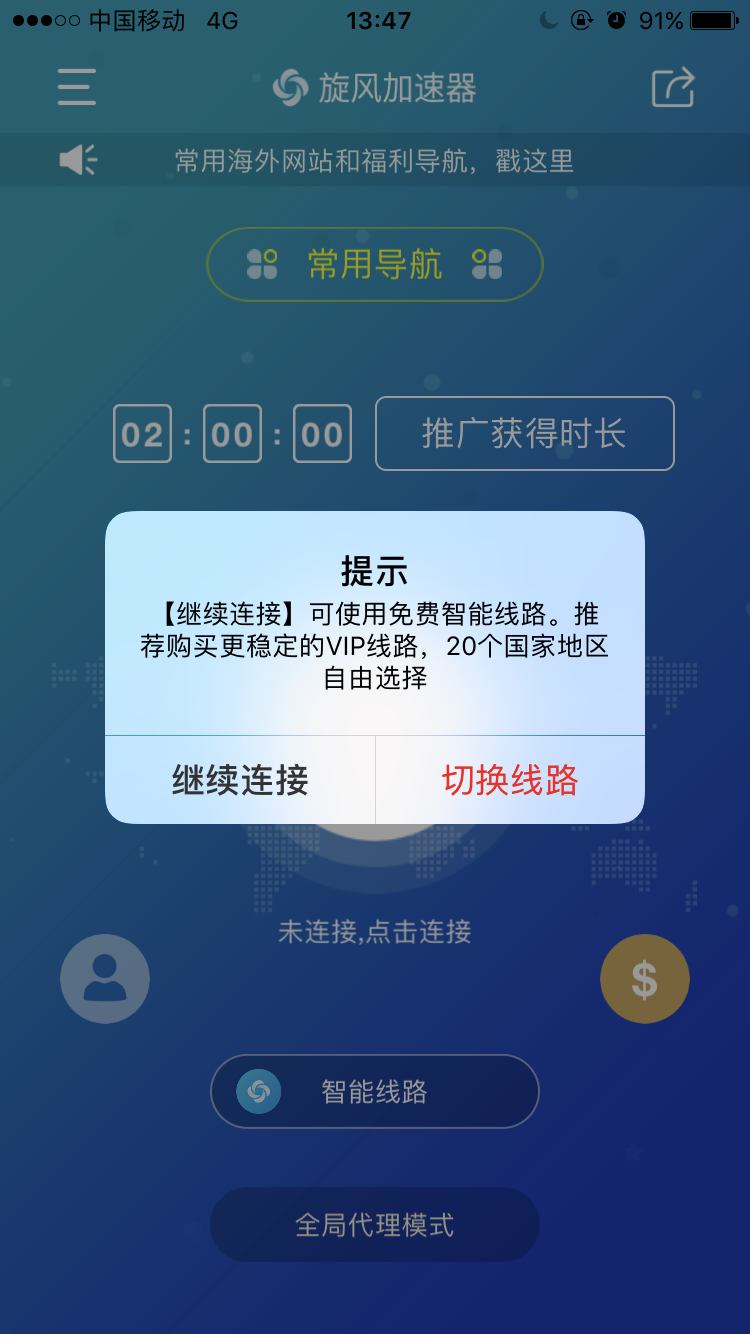 中国移动 4G 13:47 91%
旋风加速器
常用海外网站和福利导航，戳这里
常用导航
02 : 00 : 00 推广获得时长
提示
【继续连接】可使用免费智能线路。推
荐购买更稳定的VIP线路，20个国家地区
自由选择
继续连接 切换线路
未连接,点击连接
$
智能线路
全局代理模式